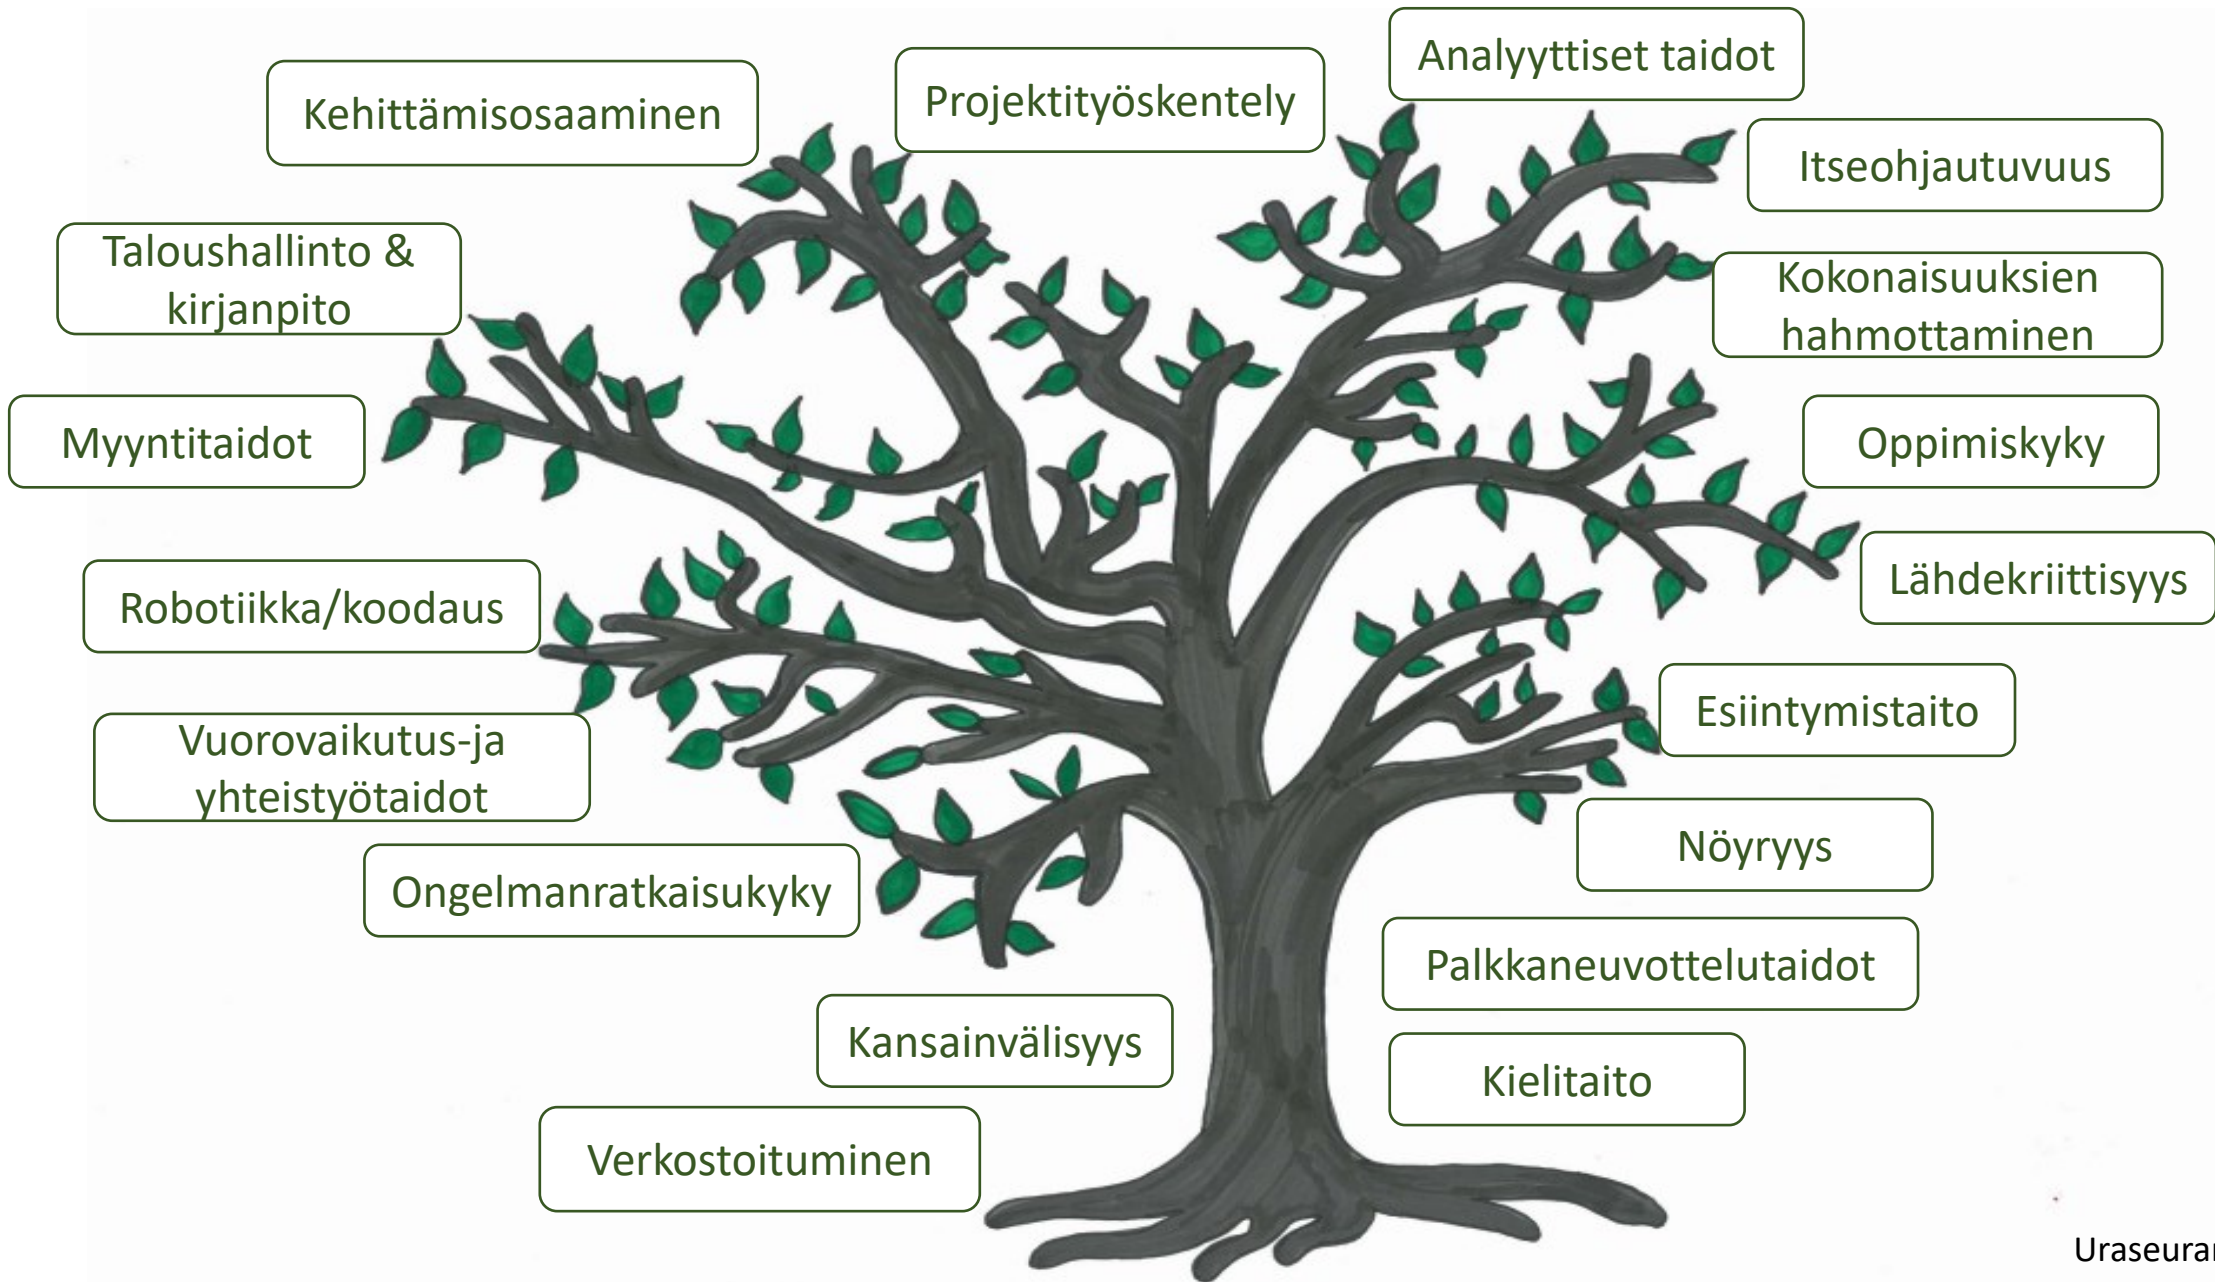 Analyyttiset taidot
Kehittämisosaaminen
Projektityöskentely
Itseohjautuvuus
Taloushallinto &
kirjanpito
Kokonaisuuksien
hahmottaminen
Myyntitaidot
Oppimiskyky
Robotiikka/koodaus
Lähdekriittisyys
Esiintymistaito
Vuorovaikutus-ja
yhteistyötaidot
Nöyryys
Ongelmanratkaisukyky
Palkkaneuvottelutaidot
Kansainvälisyys
Kielitaito
Verkostoituminen